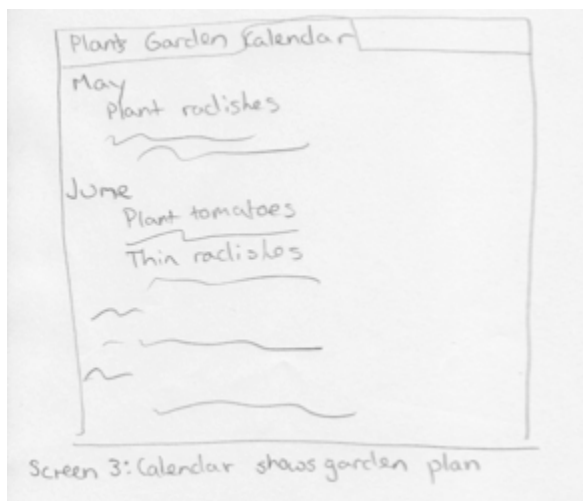 Plants Garden Calendar
May
Plant radishes
June
Plant tomatoes
Thin radishes
Screen 3: Calendar shows garden plan